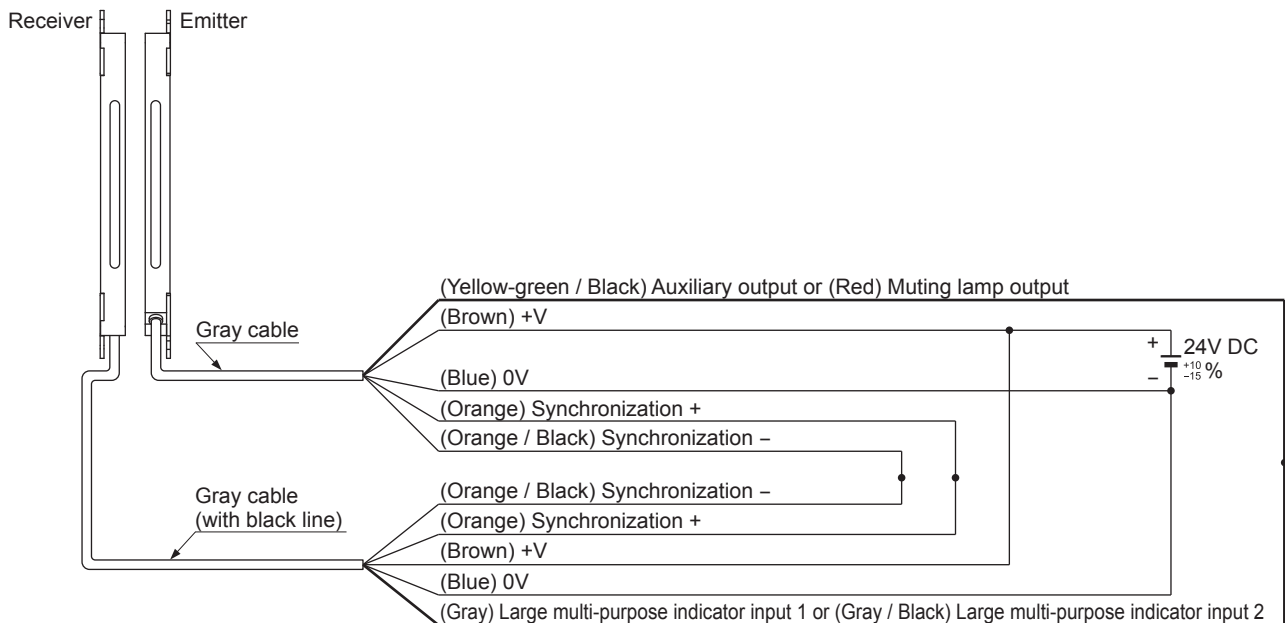 Receiver
Emitter
Gray cable
(Yellow-green / Black) Auxiliary output or (Red) Muting lamp output
(Brown) +V
+
24V DC
+10
−15 %
−
(Blue) 0V
(Orange) Synchronization +
(Orange / Black) Synchronization −
Gray cable
(with black line)
(Orange / Black) Synchronization −
(Orange) Synchronization +
(Brown) +V
(Blue) 0V
(Gray) Large multi-purpose indicator input 1 or (Gray / Black) Large multi-purpose indicator input 2